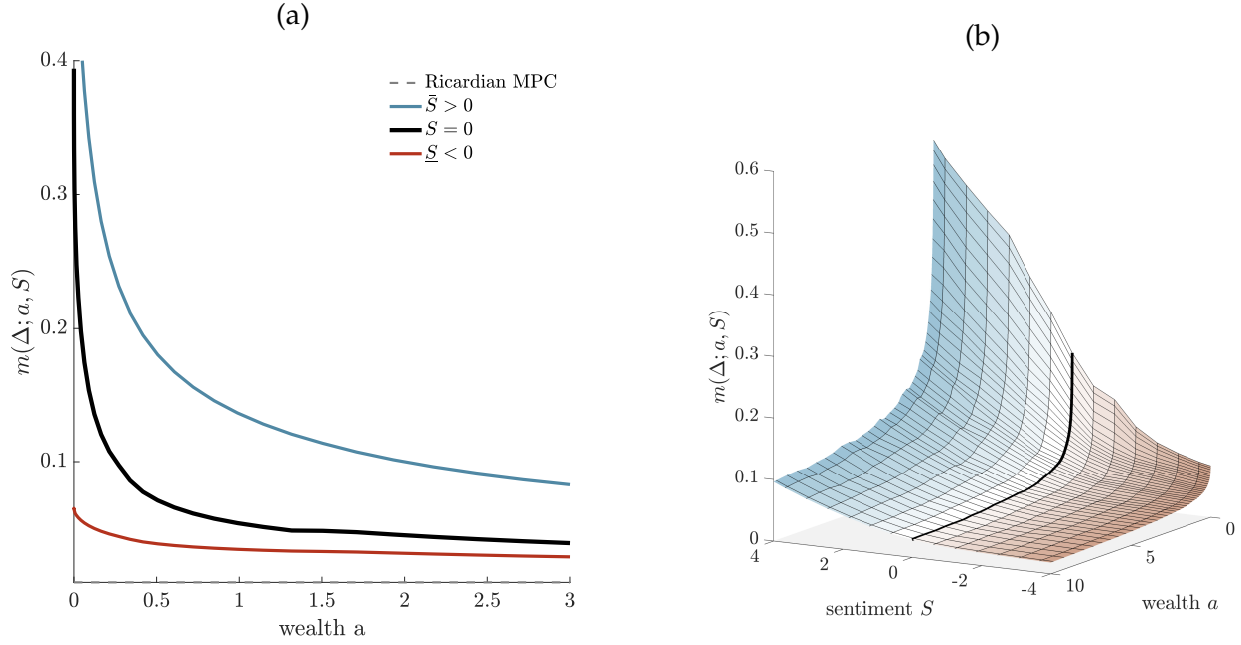 (a)
0.4
0.3
0.2
0.1
m(Δ; a, S)
0
0.5
1
1.5
2
2.5
3
wealth a
Ricardian MPC
S̄ > 0
S = 0
S̲ < 0
(b)
0.6
0.5
0.4
0.3
0.2
0.1
0
m(Δ; a, S)
4
2
0
-2
-4
sentiment S
10
5
0
wealth a